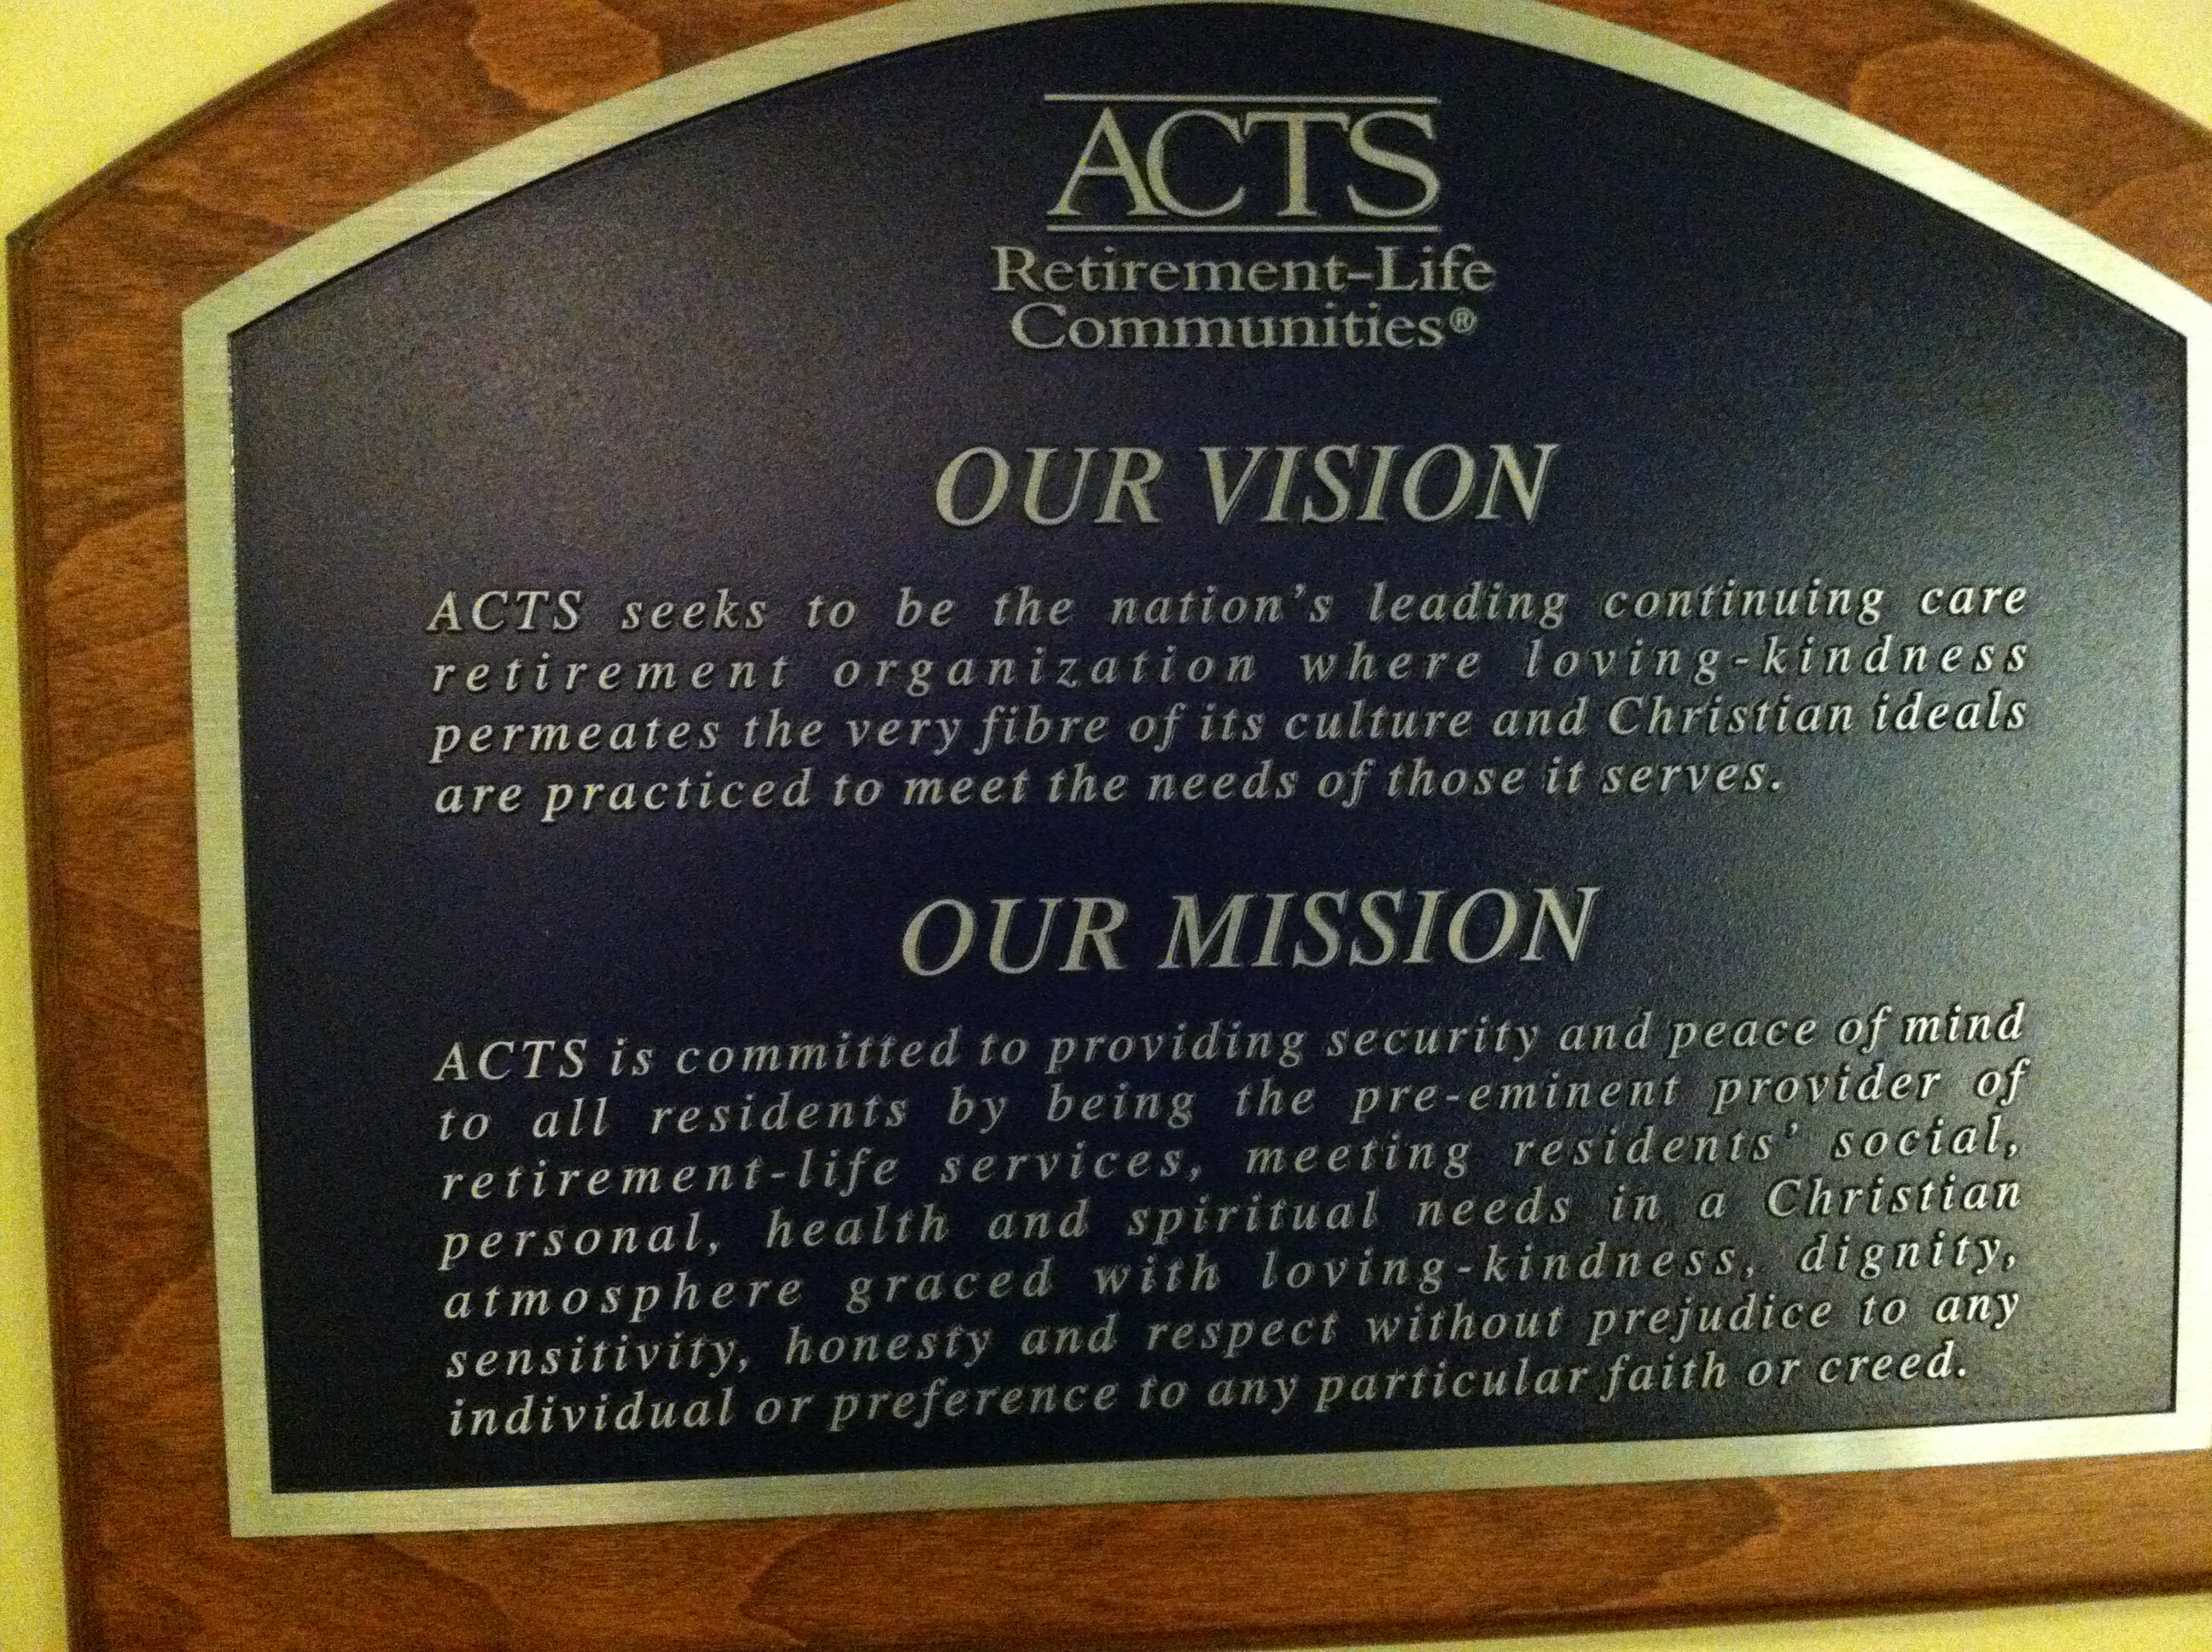 ACTS
Retirement-Life
Communities®
OUR VISION
ACTS seeks to be the nation's leading continuing care
retirement organization where loving-kindness
permeates the very fibre of its culture and Christian ideals
are practiced to meet the needs of those it serves.
OUR MISSION
ACTS is committed to providing security and peace of mind
to all residents by being the pre-eminent provider of
retirement-life services, meeting residents' social,
personal, health and spiritual needs in a Christian
atmosphere graced with loving-kindness, dignity,
sensitivity, honesty and respect without prejudice to any
individual or preference to any particular faith or creed.